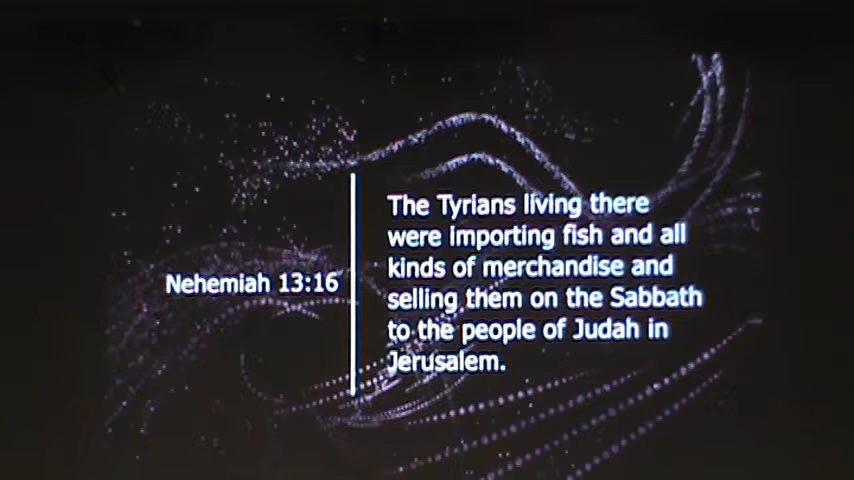 Nehemiah 13:16
The Tyrians living there
were importing fish and all
kinds of merchandise and
selling them on the Sabbath
to the people of Judah in
Jerusalem.